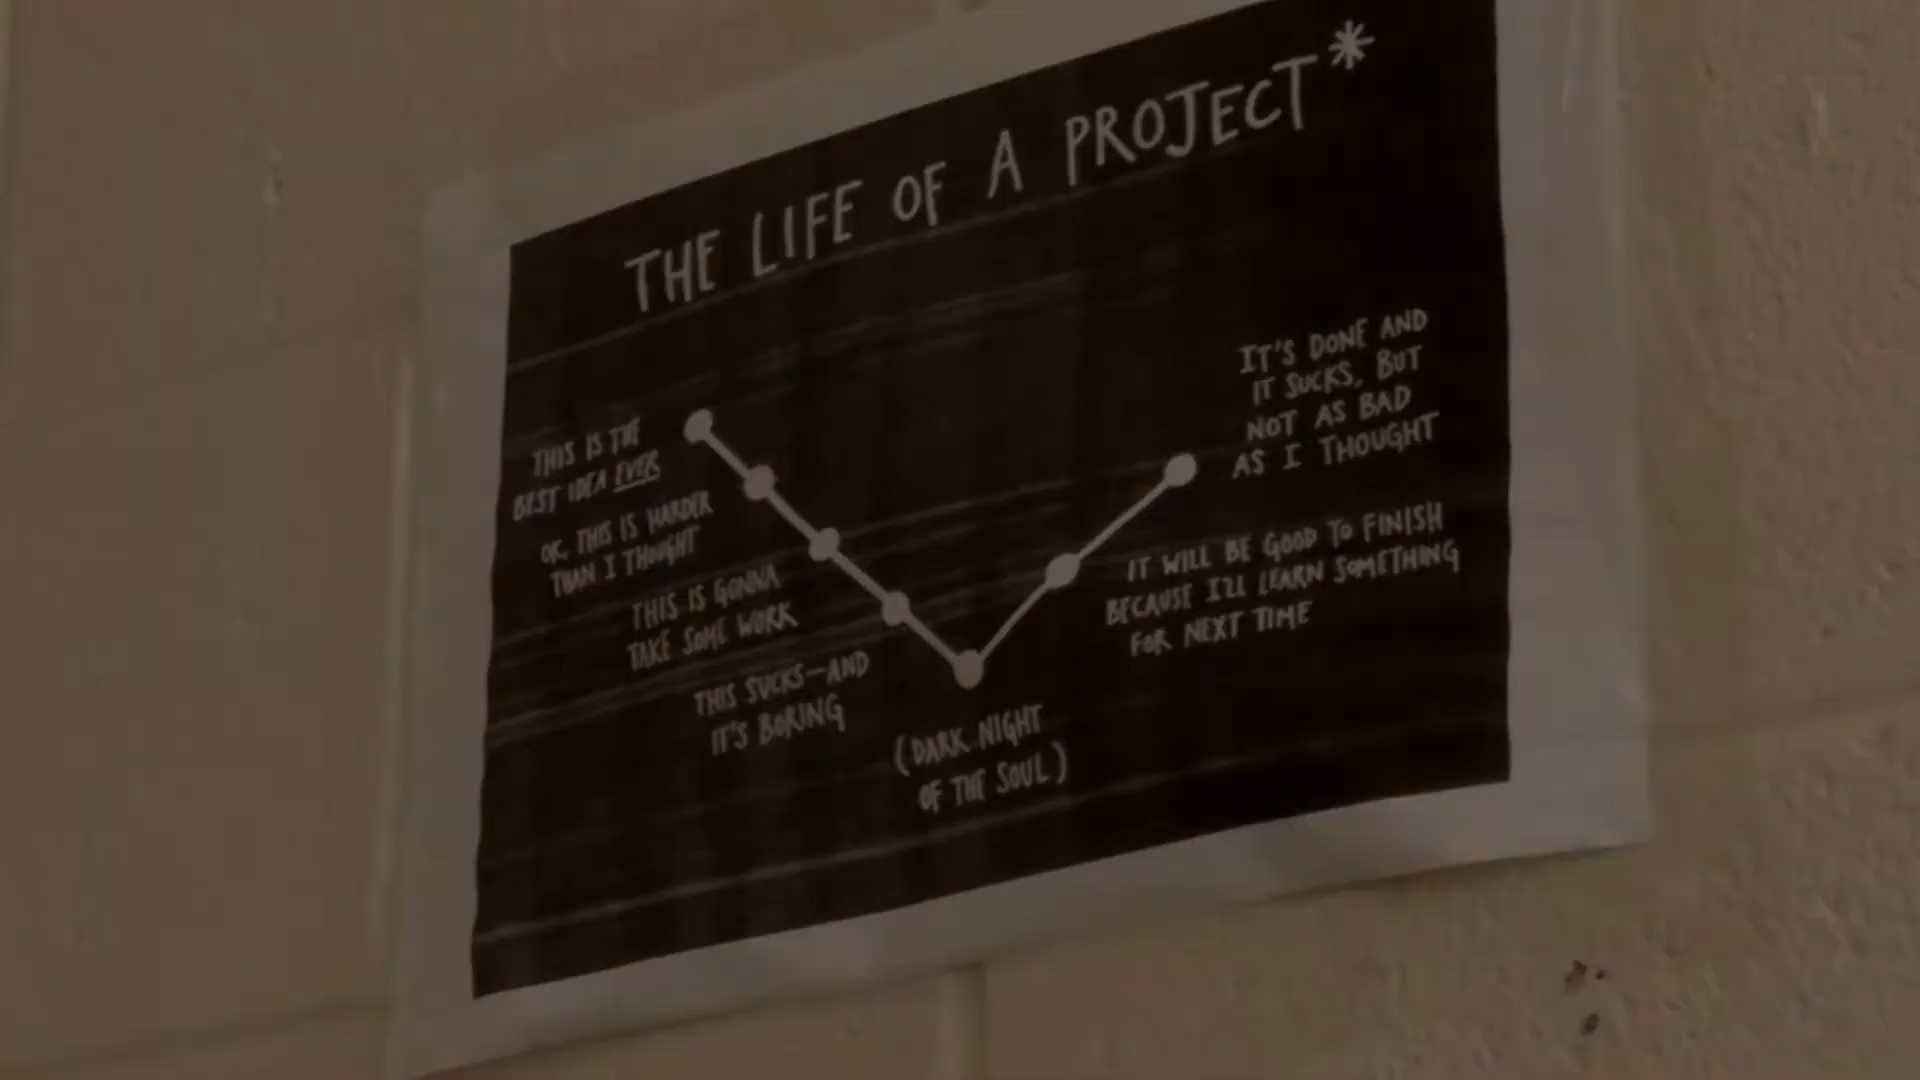 THE LIFE OF A PROJECT*
THIS IS THE
BEST IDEA EVER
OK, THIS IS HARDER
THAN I THOUGHT
THIS IS GONNA
TAKE SOME WORK
THIS SUCKS—AND
IT'S BORING
(DARK NIGHT
OF THE SOUL)
IT WILL BE GOOD TO FINISH
BECAUSE I'LL LEARN SOMETHING
FOR NEXT TIME
IT'S DONE AND
IT SUCKS, BUT
NOT AS BAD
AS I THOUGHT